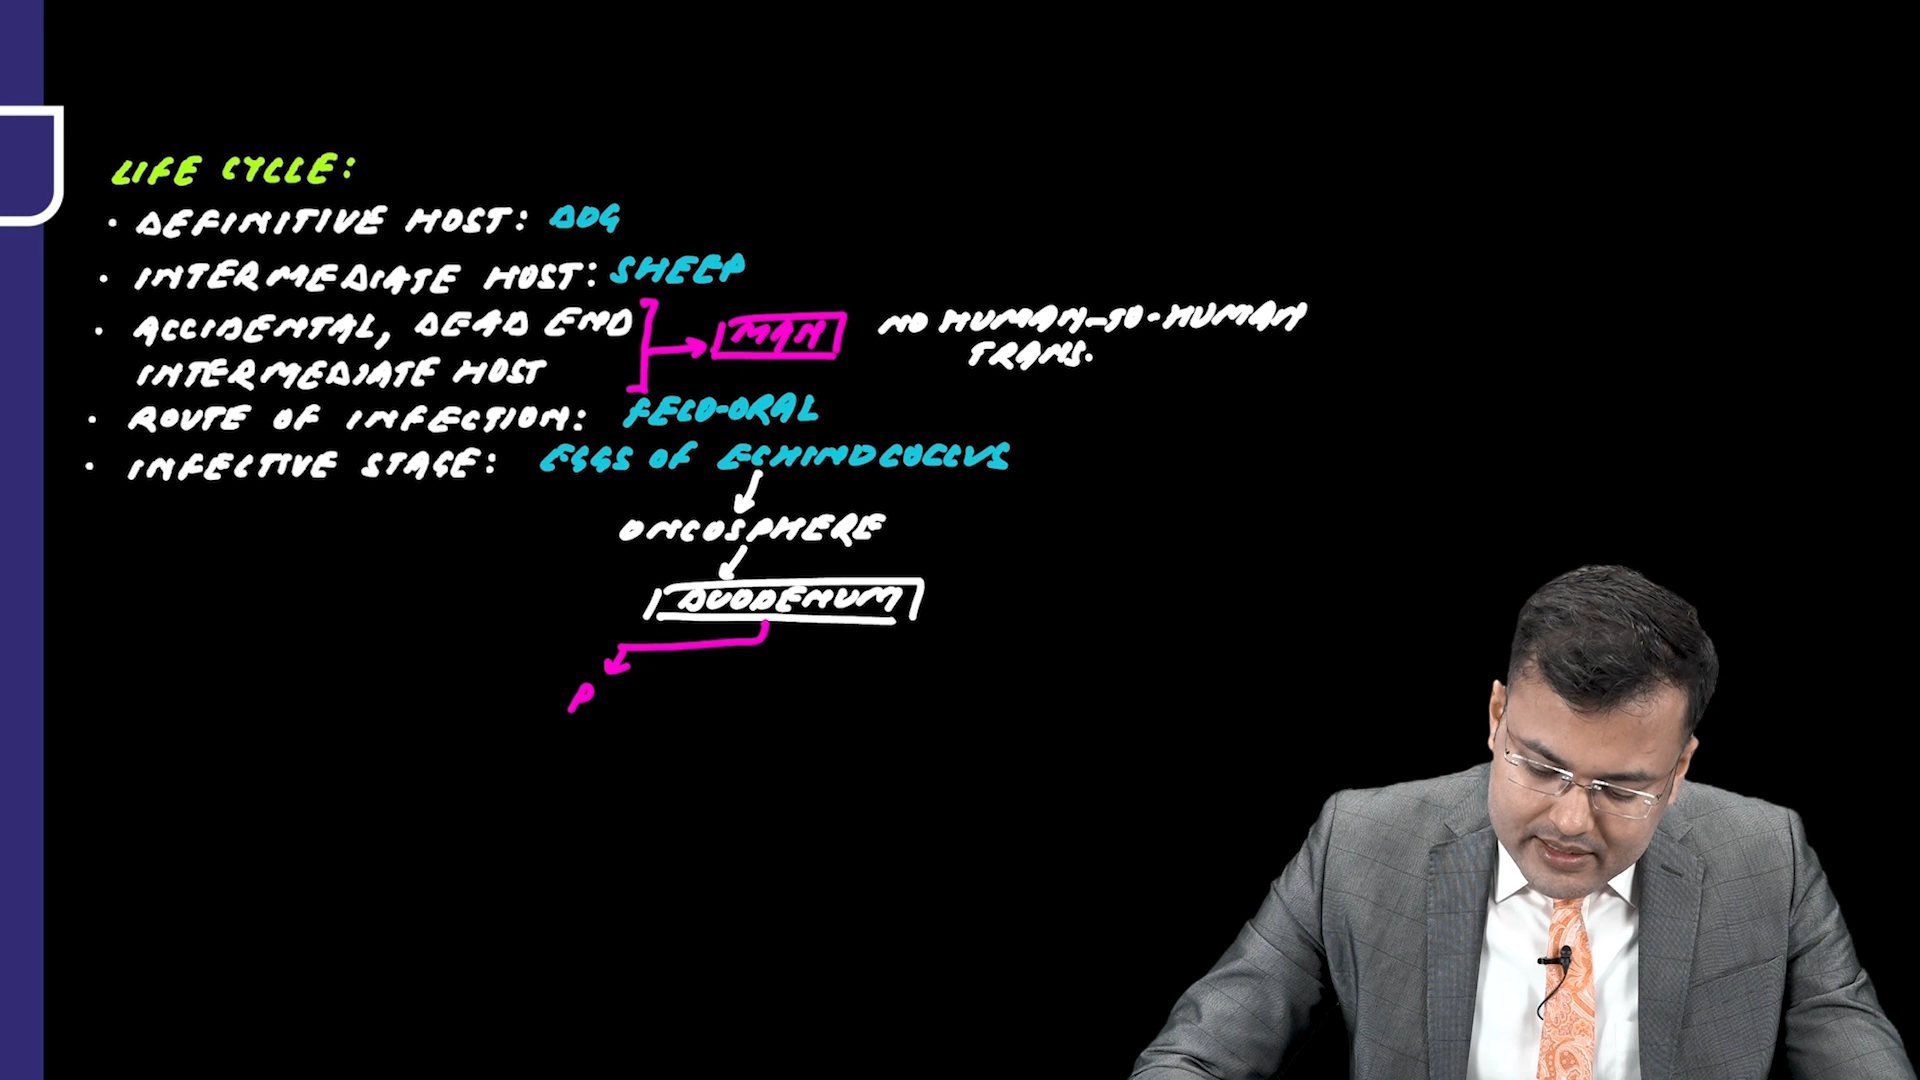 LIFE CYCLE:
• DEFINITIVE HOST: DOG
• INTERMEDIATE HOST: SHEEP
• ACCIDENTAL, DEAD END
INTERMEDIATE HOST
MAN
NO HUMAN-TO-HUMAN
TRANS.
• ROUTE OF INFECTION: FECO-ORAL
• INFECTIVE STAGE: EGGS OF ECHINOCOCCUS
ONCOSPHERE
DUODENUM
P